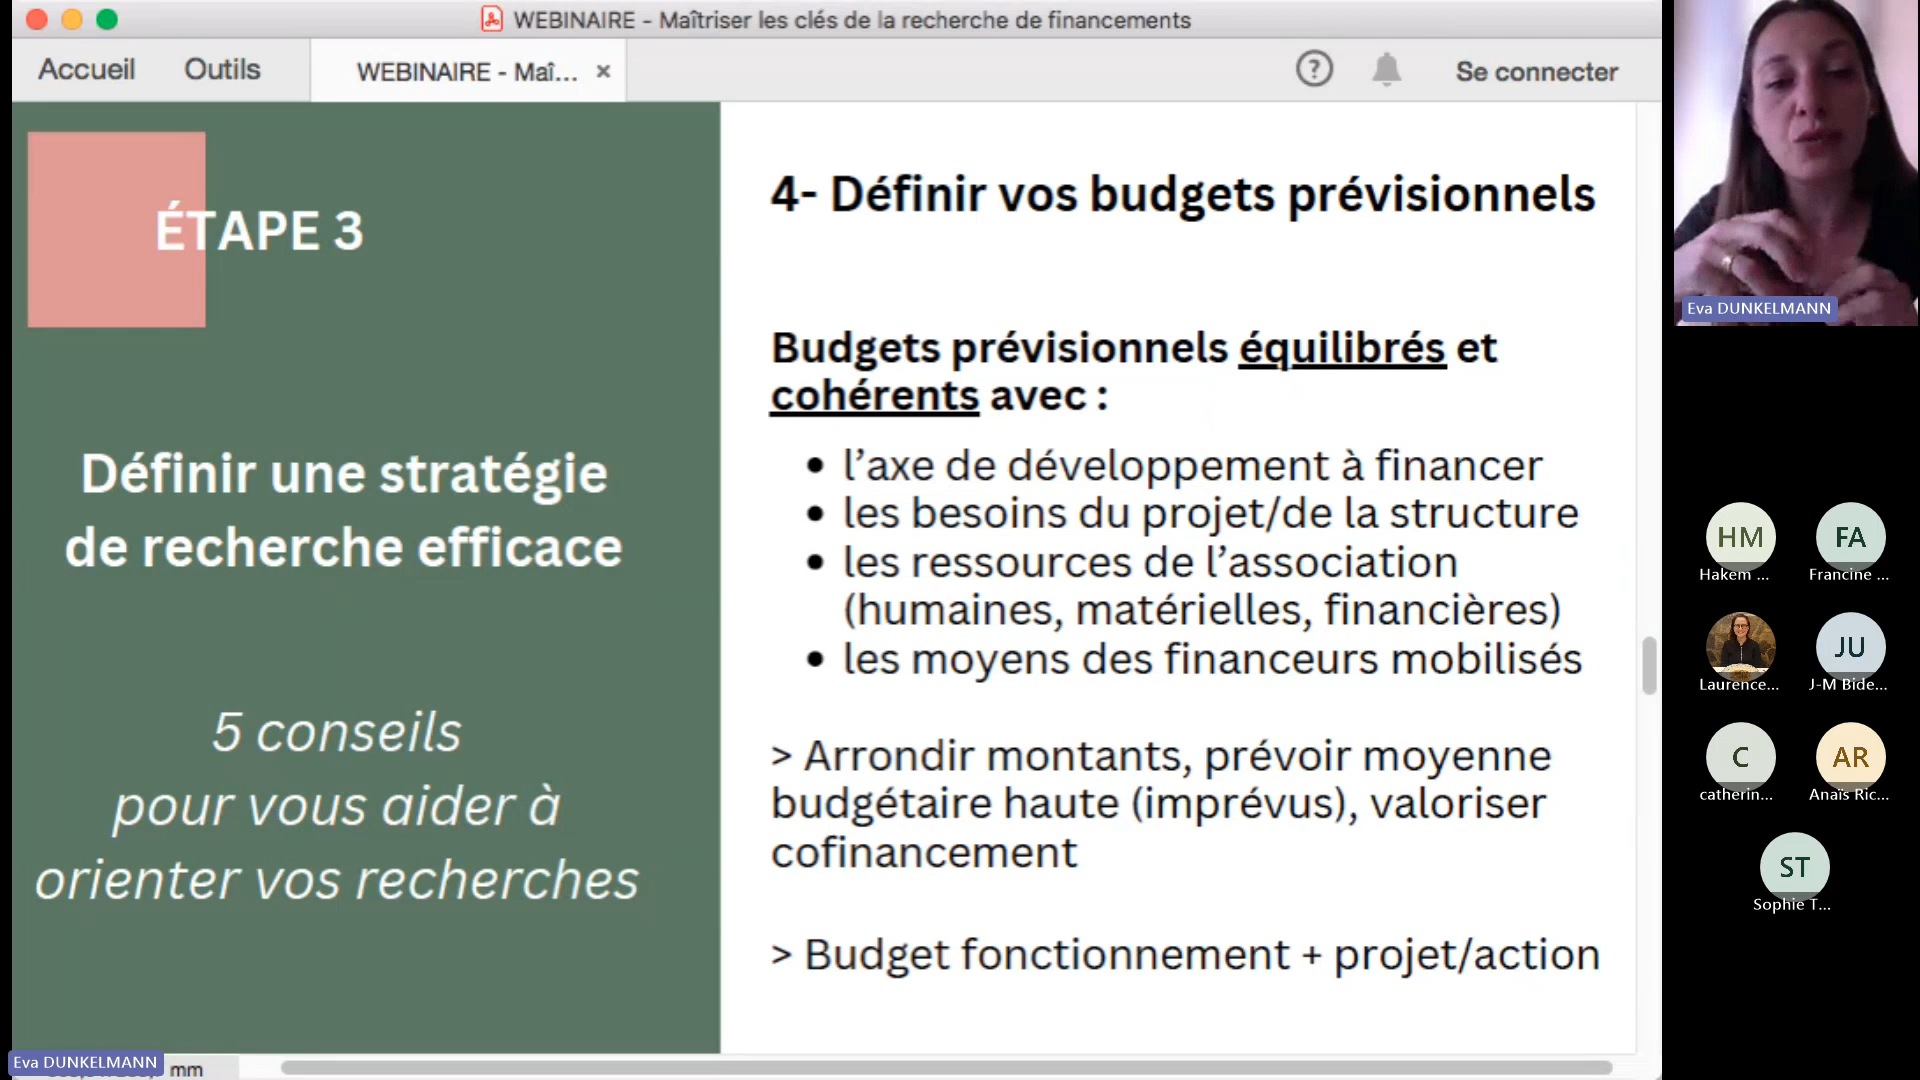 WEBINAIRE - Maîtriser les clés de la recherche de financements
Accueil
Outils
WEBINAIRE - Maî... ×
?
Se connecter
ÉTAPE 3
Définir une stratégie
de recherche efficace
5 conseils
pour vous aider à
orienter vos recherches
4- Définir vos budgets prévisionnels
Budgets prévisionnels équilibrés et
cohérents avec :
• l’axe de développement à financer
• les besoins du projet/de la structure
• les ressources de l’association
(humaines, matérielles, financières)
• les moyens des financeurs mobilisés
> Arrondir montants, prévoir moyenne
budgétaire haute (imprévus), valoriser
cofinancement
> Budget fonctionnement + projet/action
Eva DUNKELMANN
mm
Eva DUNKELMANN
HM
Hakem ...
FA
Francine ...
Laurence...
JU
J-M Bide...
C
catherin...
AR
Anaïs Ric...
ST
Sophie T...